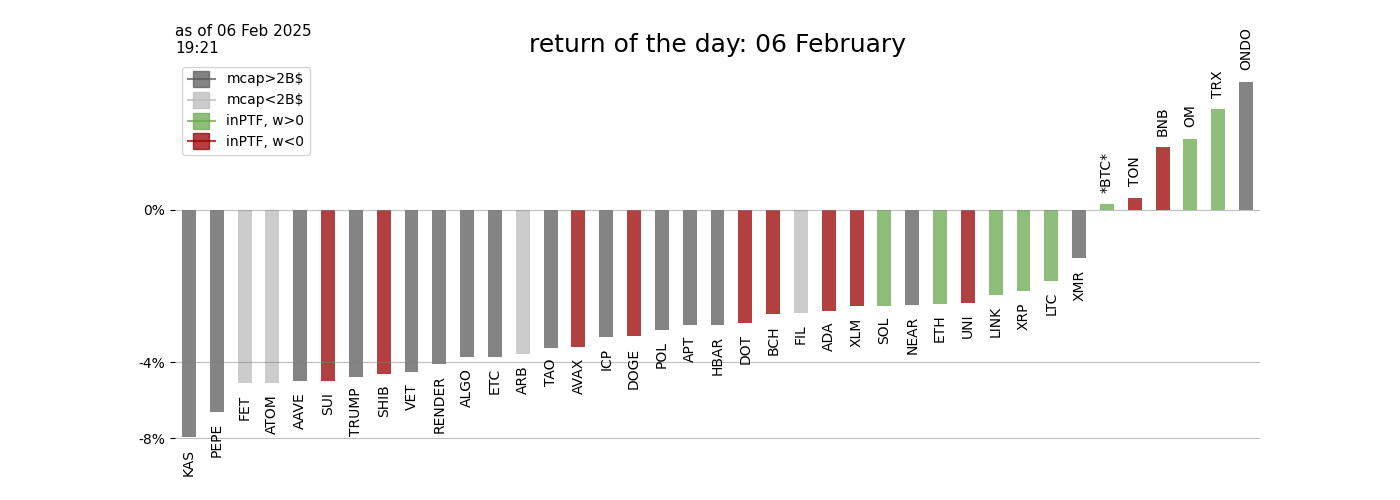 as of 06 Feb 2025
19:21
return of the day: 06 February
mcap>2B$
mcap<2B$
inPTF, w>0
inPTF, w<0
0%
-4%
-8%
KAS
PEPE
FET
ATOM
AAVE
SUI
TRUMP
SHIB
VET
RENDER
ALGO
ETC
ARB
TAO
AVAX
ICP
DOGE
POL
APT
HBAR
DOT
BCH
FIL
ADA
XLM
SOL
NEAR
ETH
UNI
LINK
XRP
LTC
XMR
*BTC*
TON
BNB
OM
TRX
ONDO